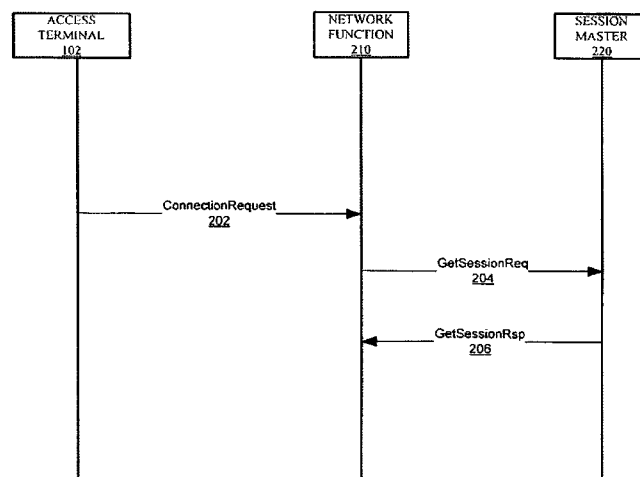 ACCESS
TERMINAL
102
NETWORK
FUNCTION
210
SESSION
MASTER
220
ConnectionRequest
202
GetSessionReq
204
GetSessionRsp
206